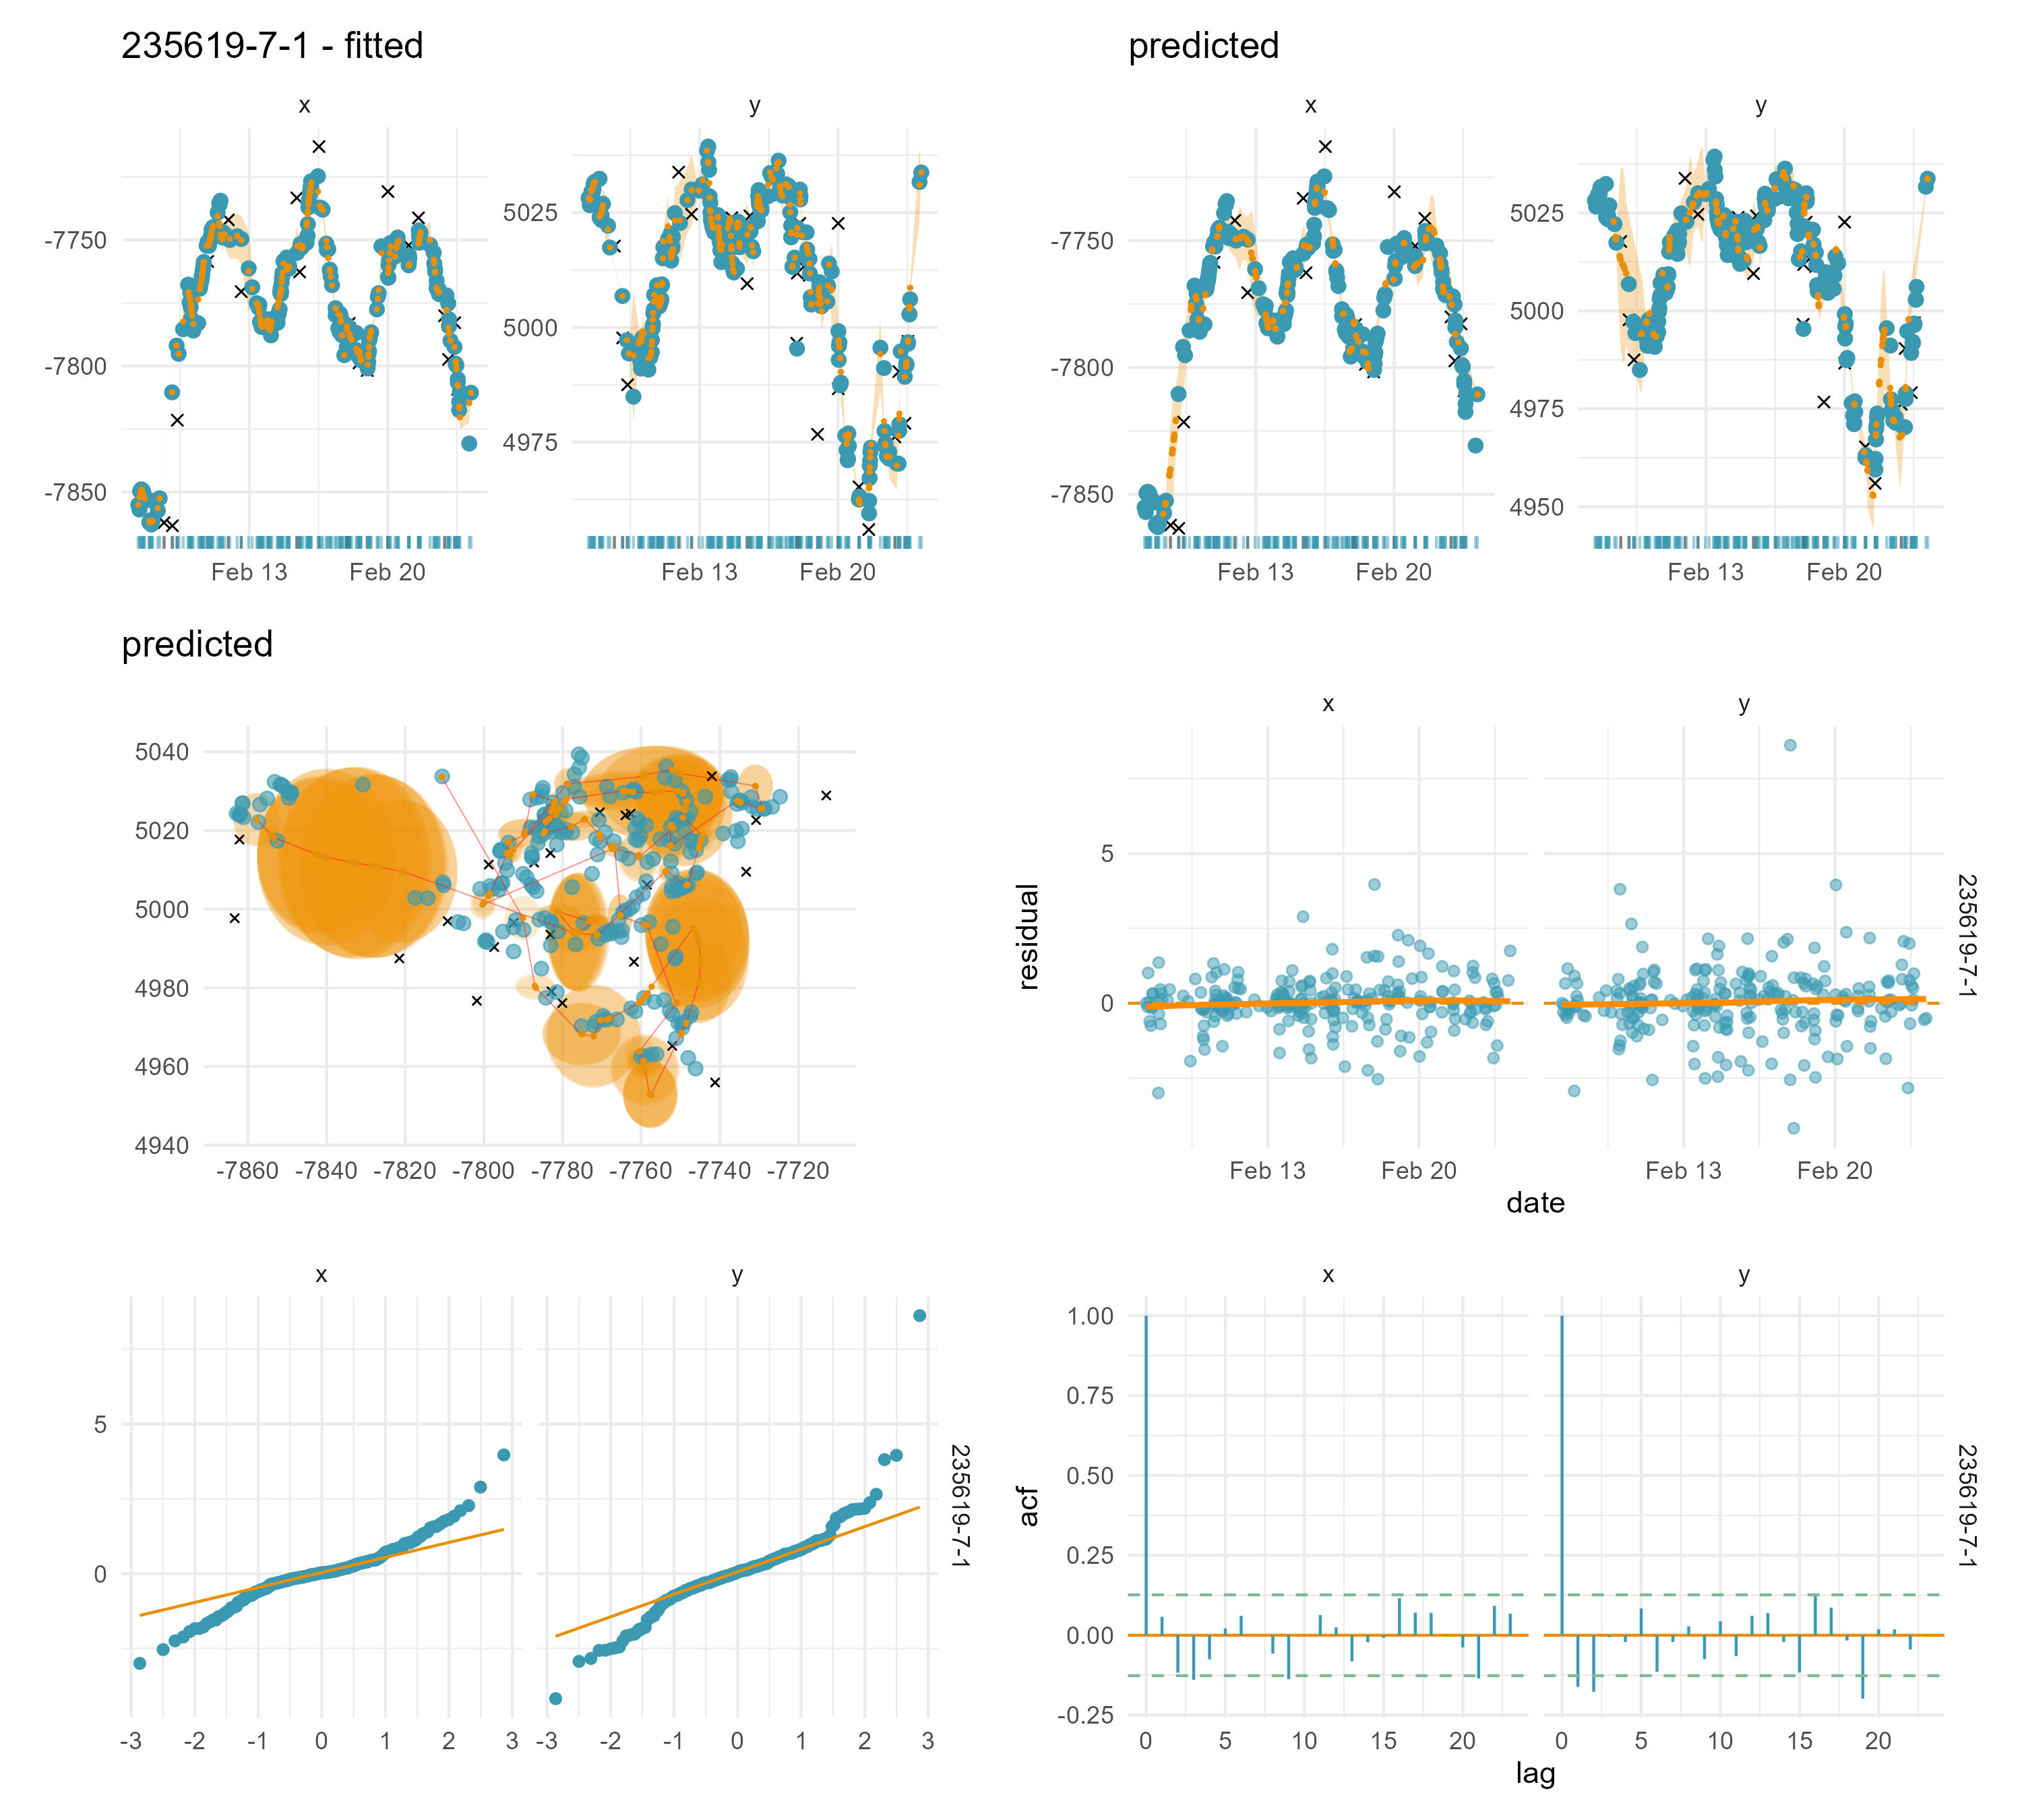 235619-7-1 - fitted
predicted
x
y
x
y
-7750
-7800
-7850
5025
5000
4975
-7750
-7800
-7850
5025
5000
4975
4950
Feb 13
Feb 20
Feb 13
Feb 20
Feb 13
Feb 20
Feb 13
Feb 20
predicted
5040
5020
5000
4980
4960
4940
-7860
-7840
-7820
-7800
-7780
-7760
-7740
-7720
x
y
residual
5
0
235619-7-1
Feb 13
Feb 20
Feb 13
Feb 20
date
x
y
5
0
235619-7-1
-3
-2
-1
0
1
2
3
-3
-2
-1
0
1
2
3
x
y
acf
1.00
0.75
0.50
0.25
0.00
-0.25
235619-7-1
0
5
10
15
20
0
5
10
15
20
lag